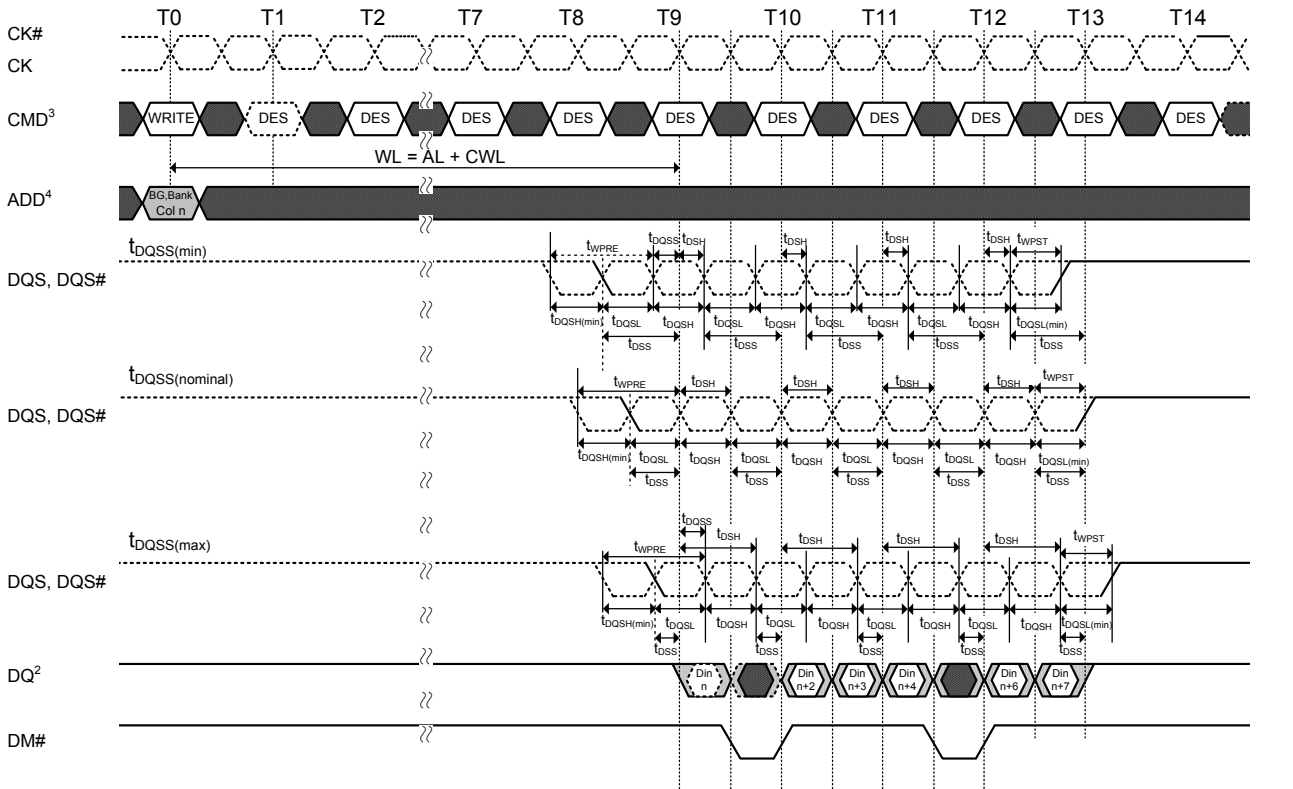 T0 T1 T2 T7 T8 T9 T10 T11 T12 T13 T14
CK#
CK
CMD3 WRITE DES DES DES DES DES DES DES DES DES DES
WL = AL + CWL
ADD4 BG,Bank
Col n
tDQSS(min) tWPRE tDQSS tDSH tDSH tDSH tDSH tWPST
DQS, DQS#
tDQSH(min) tDQSL tDQSH tDQSL tDQSH tDQSL tDQSH tDQSL tDQSH tDQSL(min)
tDSS tDSS tDSS tDSS tDSS
tDQSS(nominal) tWPRE tDSH tDSH tDSH tDSH tWPST
DQS, DQS#
tDQSH(min) tDQSL tDQSH tDQSL tDQSH tDQSL tDQSH tDQSL tDQSH tDQSL(min)
tDSS tDSS tDSS tDSS tDSS
tDQSS
tDQSS(max) tWPRE tDSH tDSH tDSH tDSH tWPST
DQS, DQS#
tDQSH(min) tDQSL tDQSH tDQSL tDQSH tDQSL tDQSH tDQSL tDQSH tDQSL(min)
tDSS tDSS tDSS tDSS tDSS
DQ2 Din Din Din Din Din Din
n n+2 n+3 n+4 n+6 n+7
DM#